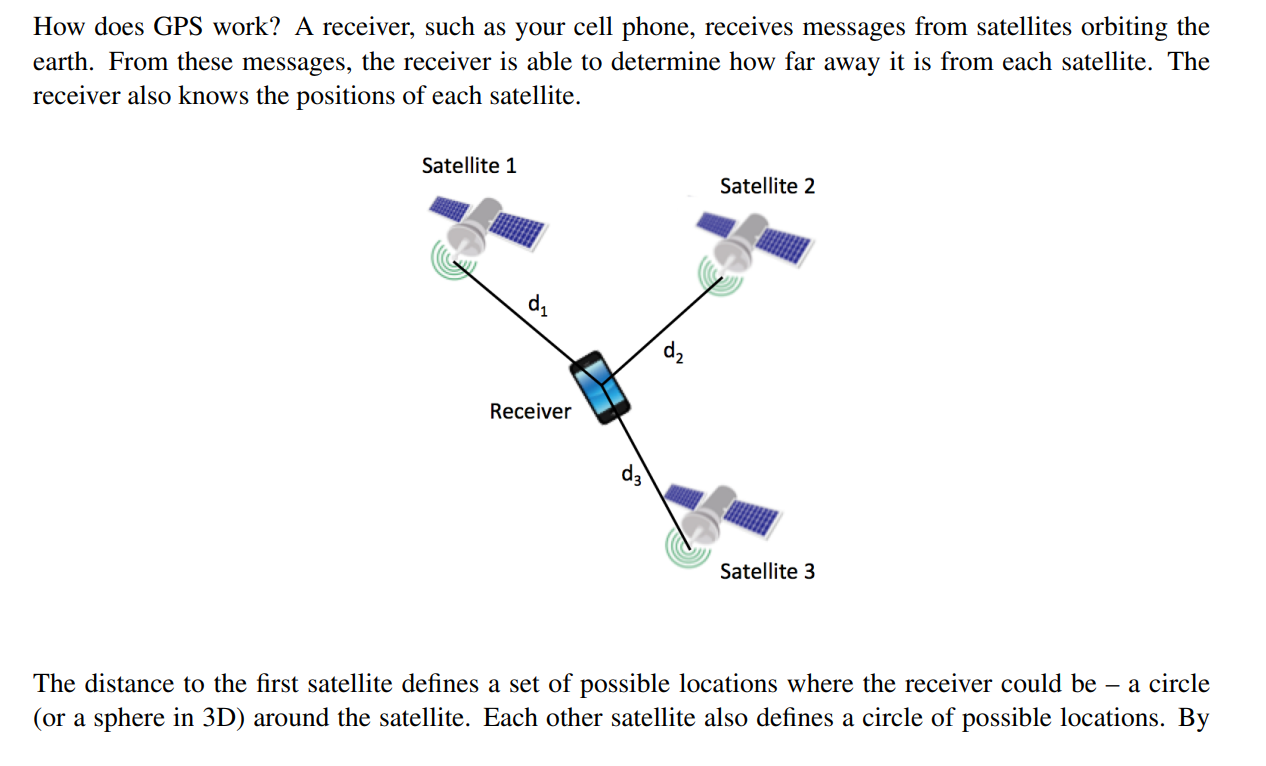 How does GPS work? A receiver, such as your cell phone, receives messages from satellites orbiting the
earth. From these messages, the receiver is able to determine how far away it is from each satellite. The
receiver also knows the positions of each satellite.
Satellite 1
Satellite 2
d₁
d₂
Receiver
d₃
Satellite 3
The distance to the first satellite defines a set of possible locations where the receiver could be – a circle
(or a sphere in 3D) around the satellite. Each other satellite also defines a circle of possible locations. By